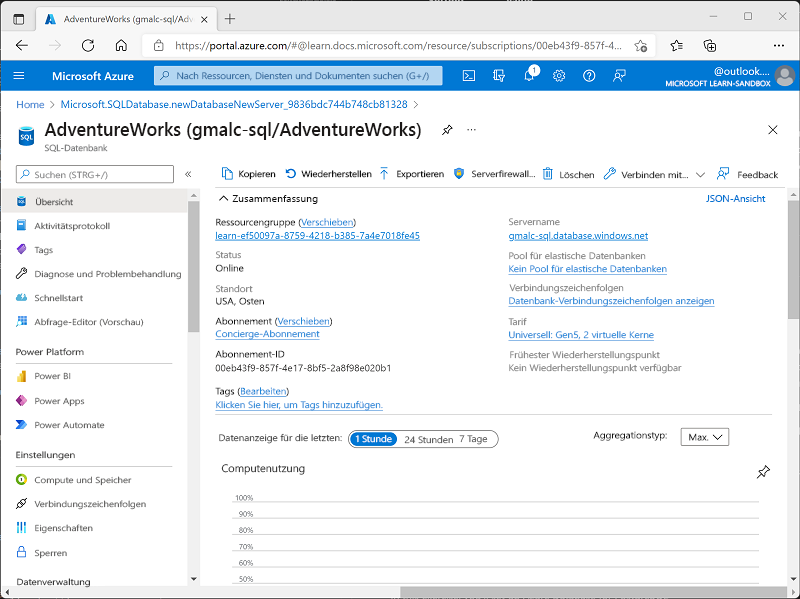 AdventureWorks (gmalc-sql/Adv
https://portal.azure.com/#@learn.docs.microsoft.com/resource/subscriptions/00eb43f9-857f-4...
Microsoft Azure
Nach Ressourcen, Diensten und Dokumenten suchen (G+/)
1
@outlook....
MICROSOFT LEARN-SANDBOX
Home > Microsoft.SQLDatabase.newDatabaseNewServer_9836bdc744b748cb81328 >
SQL
AdventureWorks (gmalc-sql/AdventureWorks)
SQL-Datenbank
Suchen (STRG+/)
Kopieren Wiederherstellen Exportieren Serverfirewall... Löschen Verbinden mit... Feedback
Übersicht
Aktivitätsprotokoll
Tags
Diagnose und Problembehandlung
Schnellstart
Abfrage-Editor (Vorschau)
Power Platform
Power BI
Power Apps
Power Automate
Einstellungen
Compute und Speicher
Verbindungszeichenfolgen
Eigenschaften
Sperren
Datenverwaltung
Zusammenfassung
JSON-Ansicht
Ressourcengruppe (Verschieben)
learn-ef50097a-8759-4218-b385-7a4e7018fe45
Status
Online
Standort
USA, Osten
Abonnement (Verschieben)
Concierge-Abonnement
Abonnement-ID
00eb43f9-857f-4e17-8bf5-2a8f98e020b1
Tags (Bearbeiten)
Klicken Sie hier, um Tags hinzuzufügen.
Servername
gmalc-sql.database.windows.net
Pool für elastische Datenbanken
Kein Pool für elastische Datenbanken
Verbindungszeichenfolgen
Datenbank-Verbindungszeichenfolgen anzeigen
Tarif
Universell: Gen5, 2 virtuelle Kerne
Frühester Wiederherstellungspunkt
Kein Wiederherstellungspunkt verfügbar
Datenanzeige für die letzten: 1 Stunde 24 Stunden 7 Tage
Aggregationstyp: Max.
Computenutzung
100%
90%
80%
70%
60%
50%